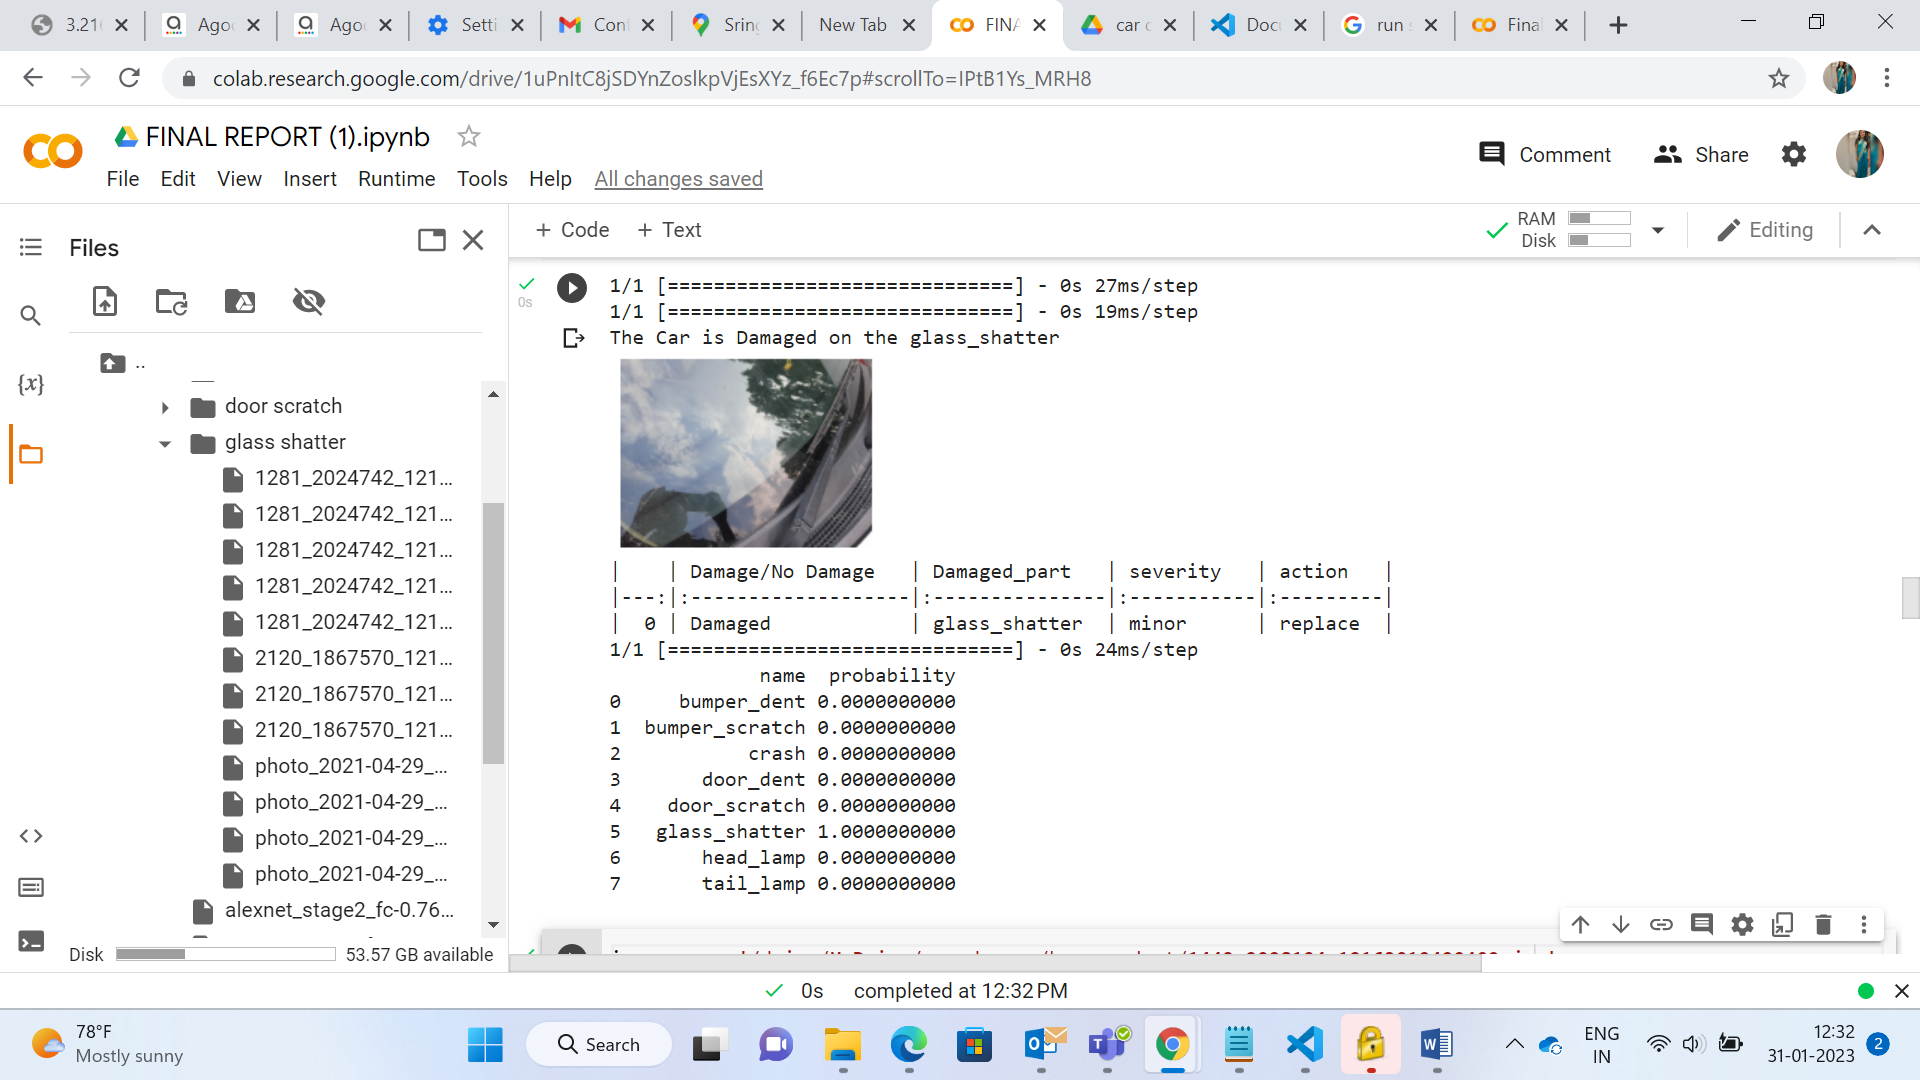 3.21
Ago
Ago
Setti
Con
Sring
New Tab
FINA
car
Docu
run
Final
colab.research.google.com/drive/1uPnItC8jSDYnZoslkpVjEsXYz_f6Ec7p#scrollTo=IPtB1Ys_MRH8
FINAL REPORT (1).ipynb
Comment
Share
File Edit View Insert Runtime Tools Help All changes saved
Files
+ Code + Text
RAM
Disk
Editing
..
door scratch
glass shatter
1281_2024742_121...
1281_2024742_121...
1281_2024742_121...
1281_2024742_121...
1281_2024742_121...
2120_1867570_121...
2120_1867570_121...
2120_1867570_121...
photo_2021-04-29_...
photo_2021-04-29_...
photo_2021-04-29_...
photo_2021-04-29_...
alexnet_stage2_fc-0.76...
Disk 53.57 GB available
0s
1/1 [==============================] - 0s 27ms/step
1/1 [==============================] - 0s 19ms/step
The Car is Damaged on the glass_shatter
| | Damage/No Damage | Damaged_part | severity | action |
|---:|:-------------------|:---------------|:-----------|:---------|
| 0 | Damaged | glass_shatter | minor | replace |
1/1 [==============================] - 0s 24ms/step
name probability
0 bumper_dent 0.0000000000
1 bumper_scratch 0.0000000000
2 crash 0.0000000000
3 door_dent 0.0000000000
4 door_scratch 0.0000000000
5 glass_shatter 1.0000000000
6 head_lamp 0.0000000000
7 tail_lamp 0.0000000000
0s completed at 12:32 PM
78°F
Mostly sunny
Search
ENG
IN
12:32
31-01-2023
2